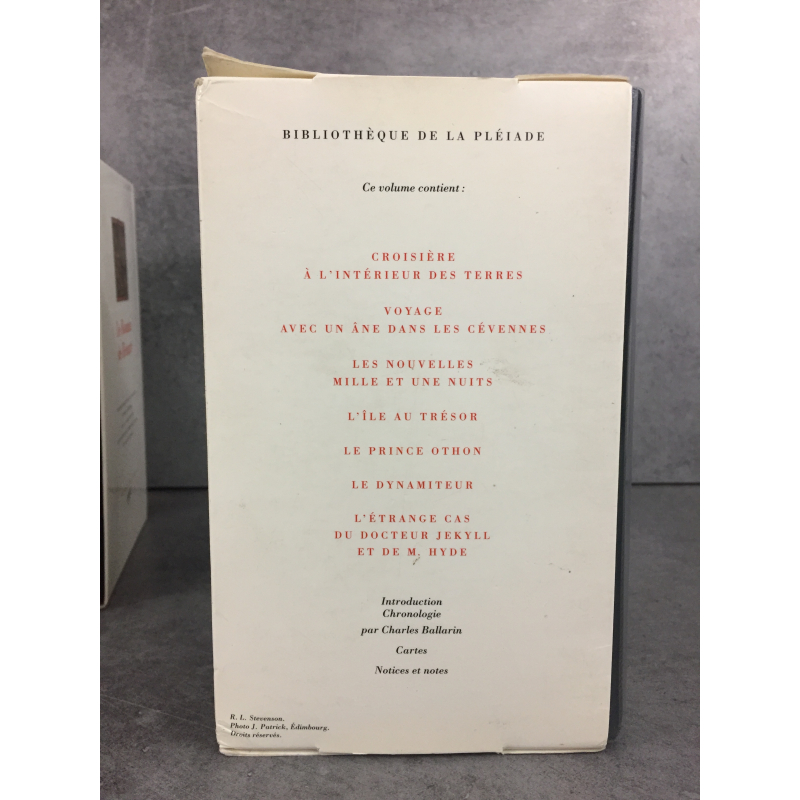 BIBLIOTHÈQUE DE LA PLÉIADE
Ce volume contient :
CROISIÈRE
À L'INTÉRIEUR DES TERRES
VOYAGE
AVEC UN ÂNE DANS LES CÉVENNES
LES NOUVELLES
MILLE ET UNE NUITS
L'ÎLE AU TRÉSOR
LE PRINCE OTHON
LE DYNAMITEUR
L'ÉTRANGE CAS
DU DOCTEUR JEKYLL
ET DE M. HYDE
Introduction
Chronologie
par Charles Ballarin
Cartes
Notices et notes
R. L. Stevenson.
Photo J. Patrick, Édimbourg.
Droits réservés.